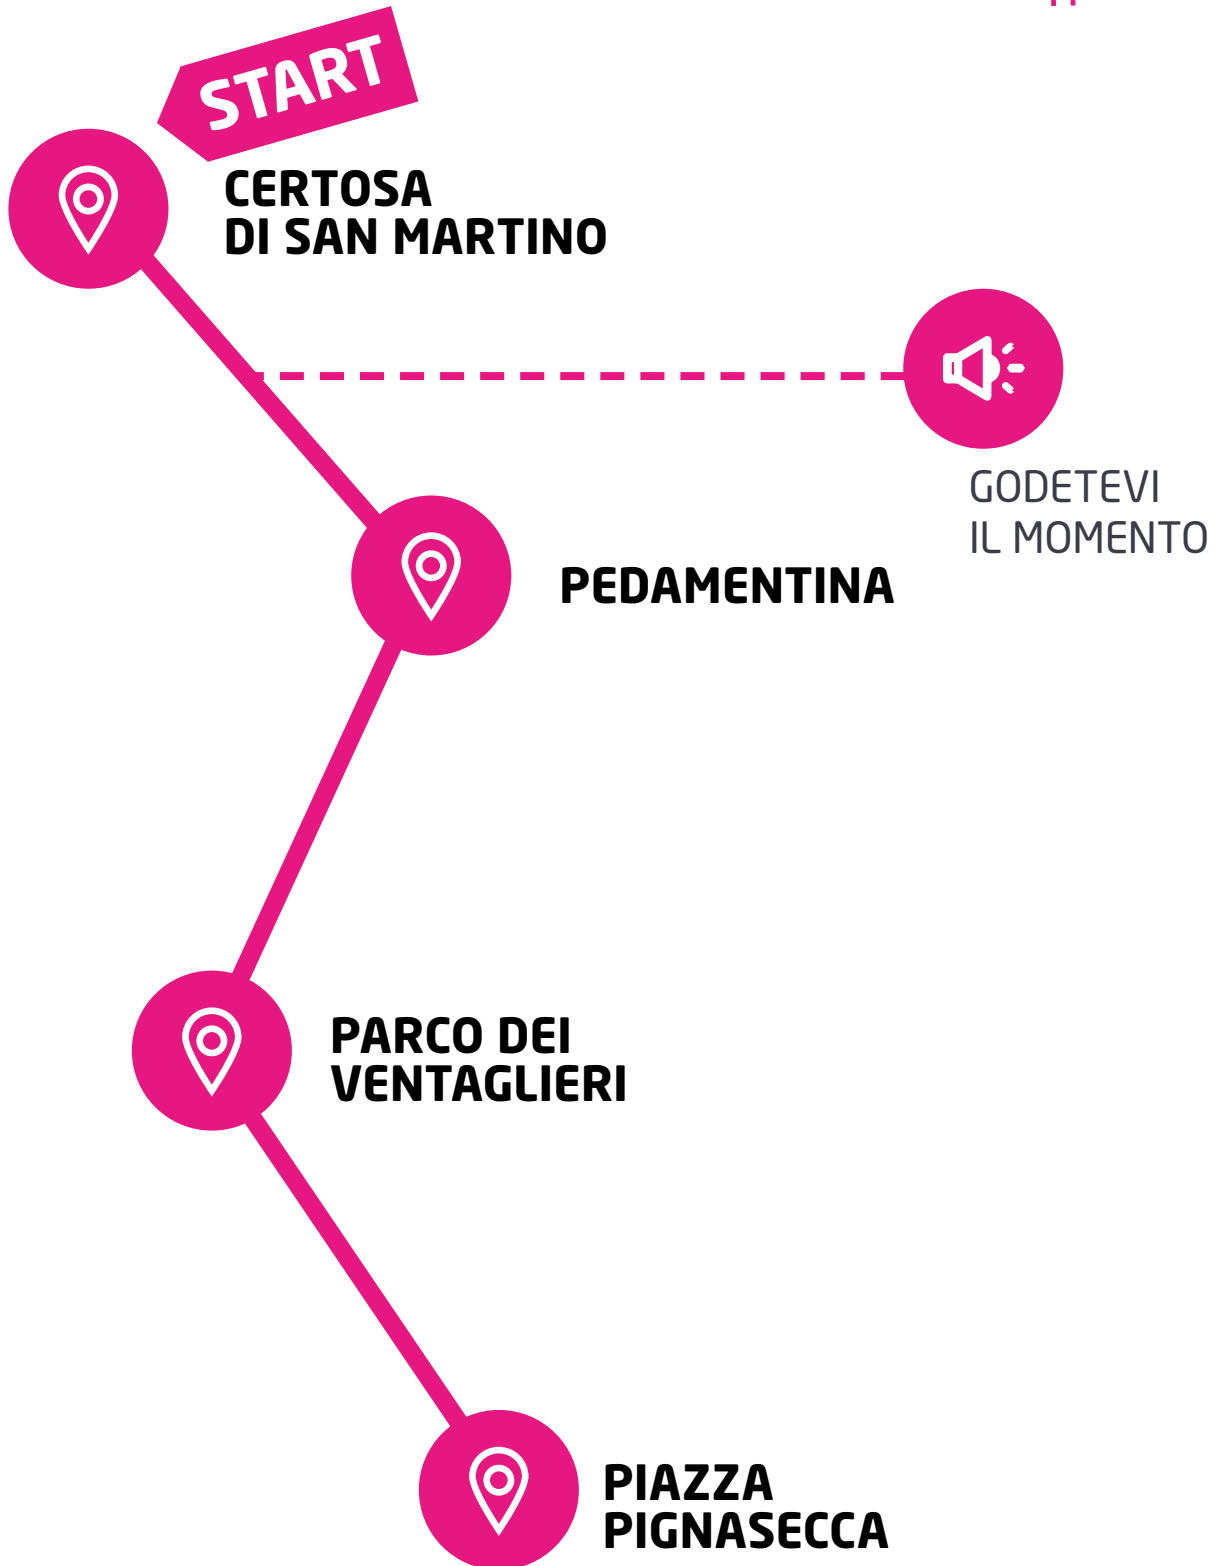 START
CERTOSA
DI SAN MARTINO
GODETEVI
IL MOMENTO
PEDAMENTINA
PARCO DEI
VENTAGLIERI
PIAZZA
PIGNASECCA